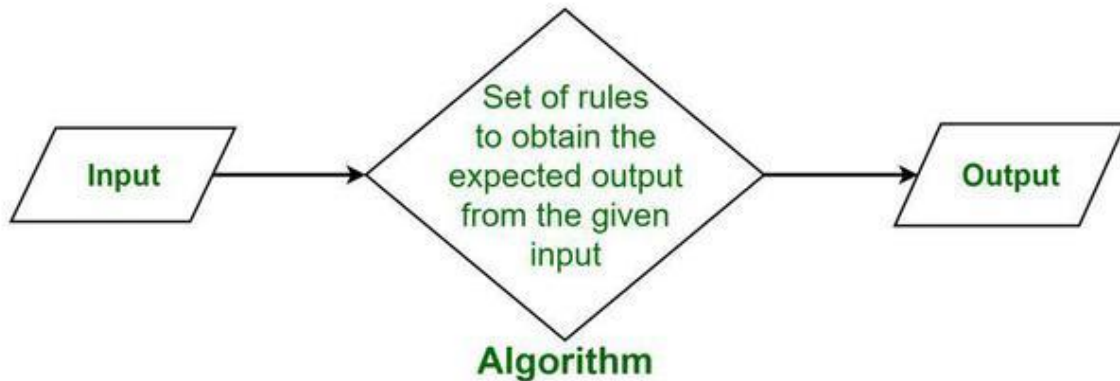 Input
Set of rules
to obtain the
expected output
from the given
input
Output
Algorithm